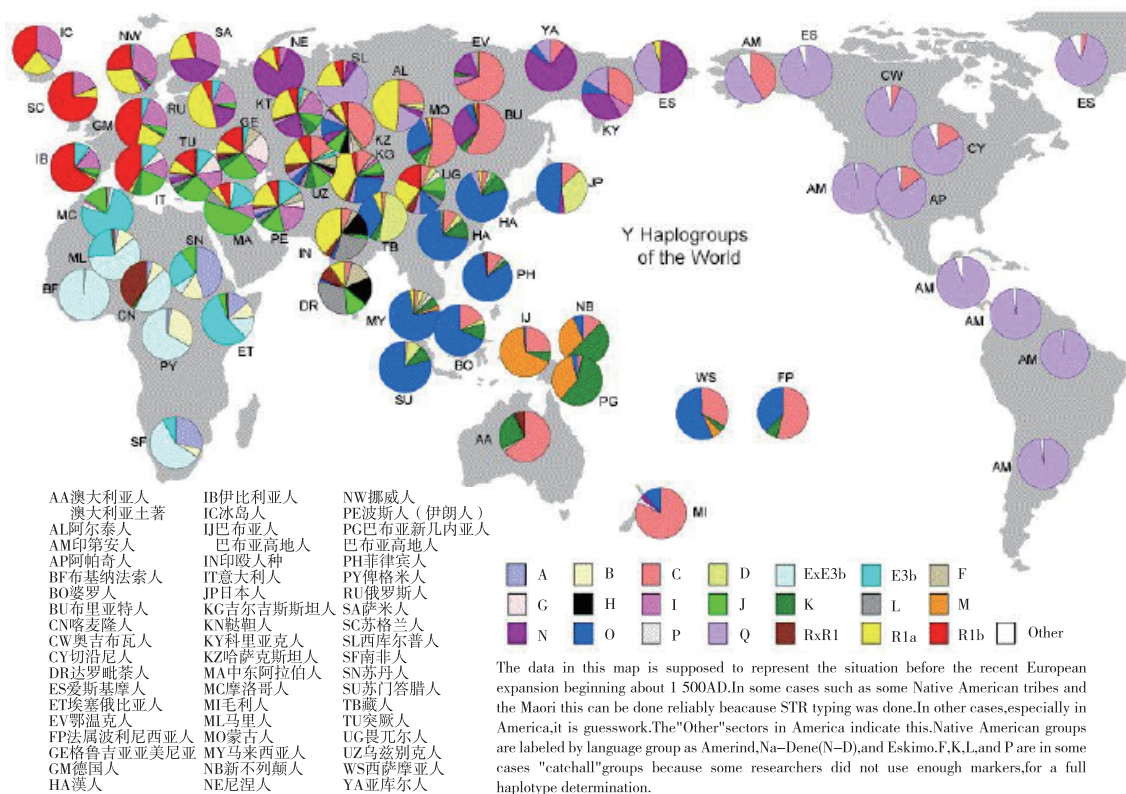 IC
NW
SA
NE
SL
AL
EV
YA
AM
ES
SC
RU
KT
MO
BU
KY
ES
CW
ES
GM
GE
KZ
KG
CY
IB
TU
UZ
UG
JP
AM
AP
IT
MC
MA
PE
IN
TB
HA
HA
Y Haplogroups
of the World
ML
SN
BF
CN
DR
PH
AM
ET
MY
IJ
NB
AM
PY
BO
AM
SU
PG
WS
FP
SF
AA
AM
MI
AA澳大利亚人
澳大利亚土著
AL阿尔泰人
AM印第安人
AP阿帕奇人
BF布基纳法索人
BO婆罗人
BU布里亚特人
CN喀麦隆人
CW奥吉布瓦人
CY切沿尼人
DR达罗毗荼人
ES爱斯基摩人
ET埃塞俄比亚人
EV鄂温克人
FP法属波利尼西亚人
GE格鲁吉亚亚美尼亚
GM德国人
HA漢人
IB伊比利亚人
IC冰岛人
IJ巴布亚人
巴布亚高地人
IN印殴人种
IT意大利人
JP日本人
KG吉尔吉斯斯坦人
KN鞑靼人
KY科里亚克人
KZ哈萨克斯坦人
MA中东阿拉伯人
MC摩洛哥人
MI毛利人
ML马里人
MO蒙古人
MY马来西亚人
NB新不列颠人
NE尼涅人
NW挪威人
PE波斯人（伊朗人）
PG巴布亚新几内亚人
巴布亚高地人
PH菲律宾人
PY俾格米人
RU俄罗斯人
SA萨米人
SC苏格兰人
SL西库尔普人
SF南非人
SN苏丹人
SU苏门答腊人
TB藏人
TU突厥人
UG畏兀尔人
UZ乌兹别克人
WS西萨摩亚人
YA亚库尔人
A B C D ExE3b E3b F
G H I J K L M
N O P Q RxR1 R1a R1b Other
The data in this map is supposed to represent the situation before the recent European
expansion beginning about 1 500AD.In some cases such as some Native American tribes and
the Maori this can be done reliably beacause STR typing was done.In other cases,especially in
America,it is guesswork.The"Other"sectors in America indicate this.Native American groups
are labeled by language group as Amerind,Na-Dene(N-D),and Eskimo.F,K,L,and P are in some
cases "catchall"groups because some researchers did not use enough markers,for a full
haplotype determination.